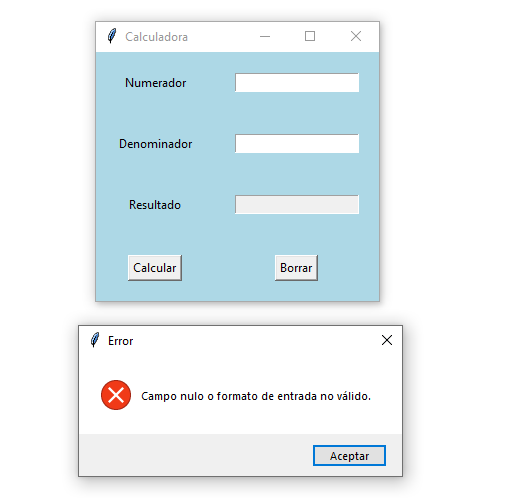 Calculadora
Numerador
Denominador
Resultado
Calcular Borrar
Error
Campo nulo o formato de entrada no válido.
Aceptar